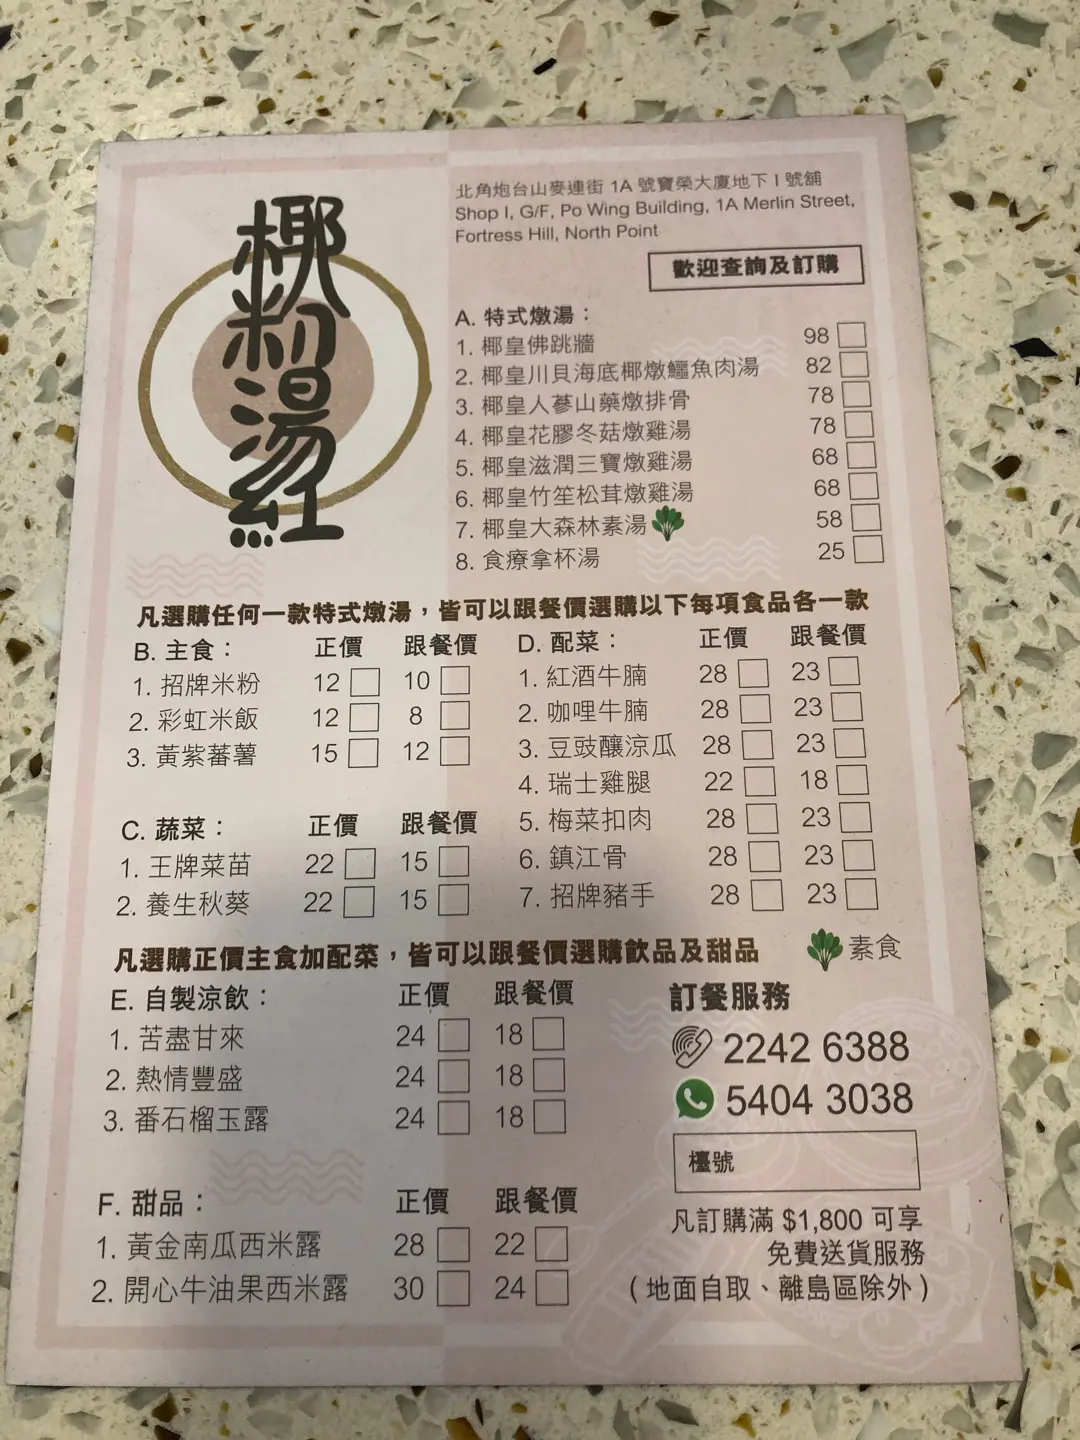 椰粉湯紅
北角炮台山麥連街 1A 號寶榮大廈地下 I 號舖
Shop I, G/F, Po Wing Building, 1A Merlin Street,
Fortress Hill, North Point
歡迎查詢及訂購
A. 特式燉湯：
1. 椰皇佛跳牆 98
2. 椰皇川貝海底椰燉鱷魚肉湯 82
3. 椰皇人蔘山藥燉排骨 78
4. 椰皇花膠冬菇燉雞湯 78
5. 椰皇滋潤三寶燉雞湯 68
6. 椰皇竹笙松茸燉雞湯 68
7. 椰皇大森林素湯 58
8. 食療拿杯湯 25
凡選購任何一款特式燉湯，皆可以跟餐價選購以下每項食品各一款
B. 主食： 正價 跟餐價
1. 招牌米粉 12 10
2. 彩虹米飯 12 8
3. 黃紫蕃薯 15 12
C. 蔬菜： 正價 跟餐價
1. 王牌菜苗 22 15
2. 養生秋葵 22 15
D. 配菜： 正價 跟餐價
1. 紅酒牛腩 28 23
2. 咖哩牛腩 28 23
3. 豆豉釀涼瓜 28 23
4. 瑞士雞腿 22 18
5. 梅菜扣肉 28 23
6. 鎮江骨 28 23
7. 招牌豬手 28 23
凡選購正價主食加配菜，皆可以跟餐價選購飲品及甜品
素食
E. 自製涼飲： 正價 跟餐價
1. 苦盡甘來 24 18
2. 熱情豐盛 24 18
3. 番石榴玉露 24 18
F. 甜品： 正價 跟餐價
1. 黃金南瓜西米露 28 22
2. 開心牛油果西米露 30 24
訂餐服務
2242 6388
5404 3038
檯號
凡訂購滿 $1,800 可享
免費送貨服務
（地面自取、離島區除外）